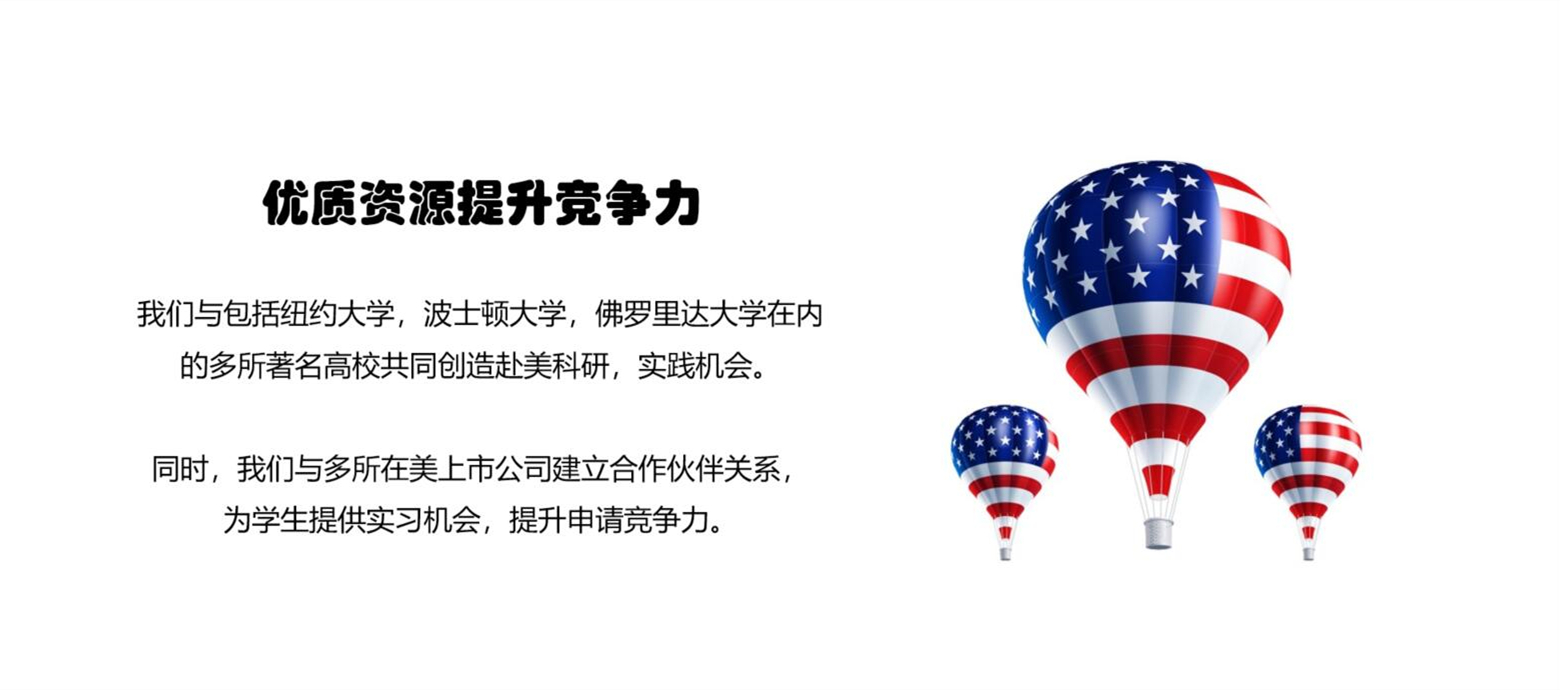 优质资源提升竞争力
我们与包括纽约大学，波士顿大学，佛罗里达大学在内
的多所著名高校共同创造赴美科研，实践机会。
同时，我们与多所在美上市公司建立合作伙伴关系，
为学生提供实习机会，提升申请竞争力。